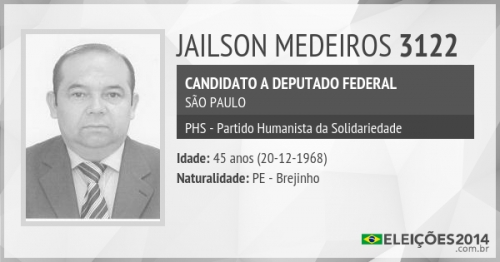 JAILSON MEDEIROS 3122
CANDIDATO A DEPUTADO FEDERAL
SÃO PAULO
PHS - Partido Humanista da Solidariedade
Idade: 45 anos (20-12-1968)
Naturalidade: PE - Brejinho
ELEIÇÕES2014
.com.br